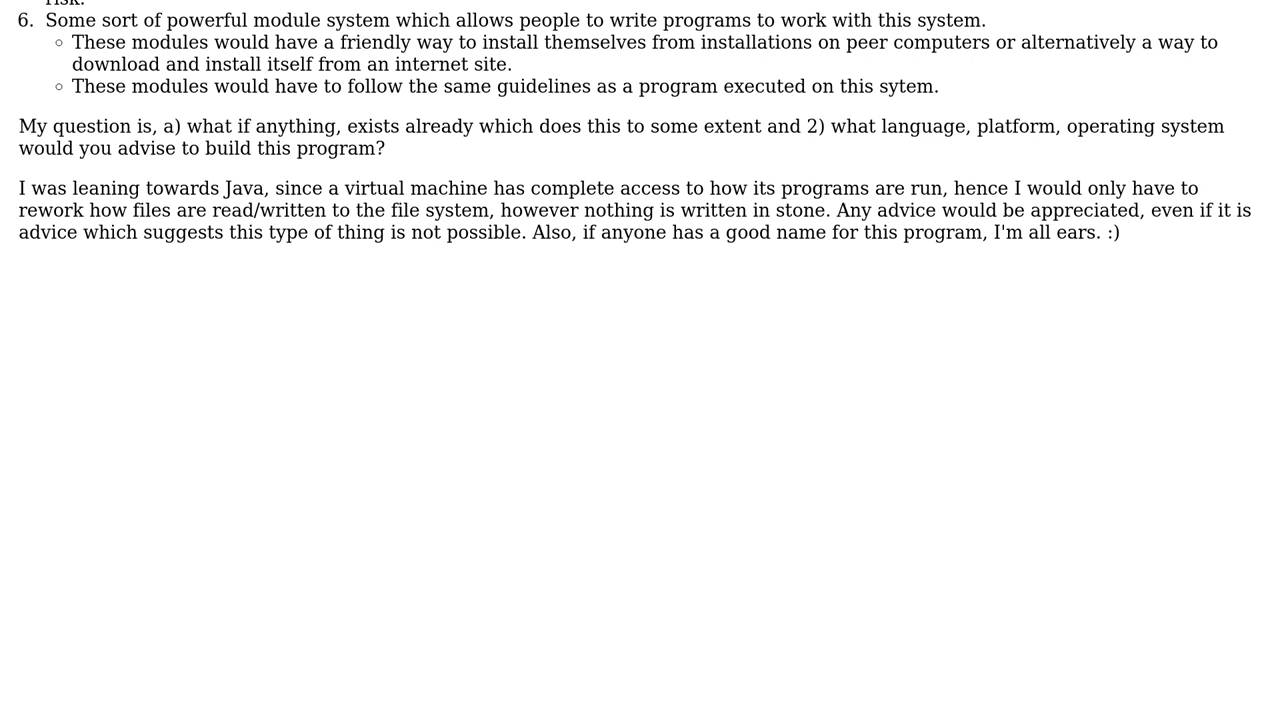 risk.
6. Some sort of powerful module system which allows people to write programs to work with this system.
◦ These modules would have a friendly way to install themselves from installations on peer computers or alternatively a way to
download and install itself from an internet site.
◦ These modules would have to follow the same guidelines as a program executed on this sytem.
My question is, a) what if anything, exists already which does this to some extent and 2) what language, platform, operating system
would you advise to build this program?
I was leaning towards Java, since a virtual machine has complete access to how its programs are run, hence I would only have to
rework how files are read/written to the file system, however nothing is written in stone. Any advice would be appreciated, even if it is
advice which suggests this type of thing is not possible. Also, if anyone has a good name for this program, I'm all ears. :)